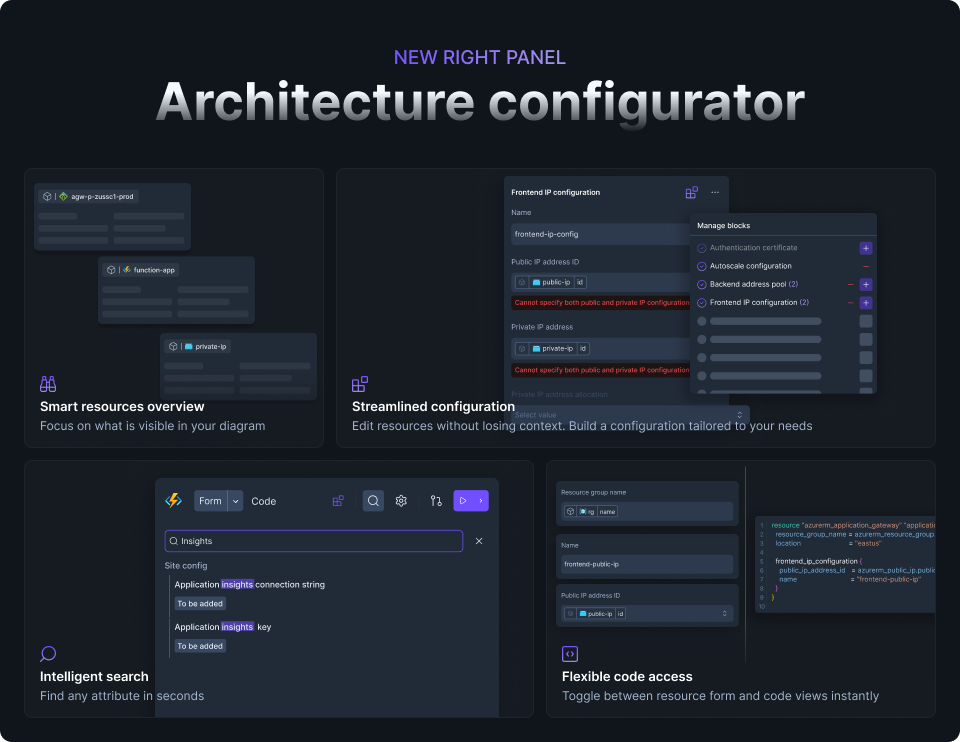 NEW RIGHT PANEL
Architecture configurator
agw-p-zussc1-prod
function-app
private-ip
Smart resources overview
Focus on what is visible in your diagram
Frontend IP configuration
Name
frontend-ip-config
Public IP address ID
public-ip id
Cannot specify both public and private IP configuration
Private IP address
private-ip id
Cannot specify both public and private IP configuration
Private IP address allocation
Select value
Manage blocks
Authentication certificate
Autoscale configuration
Backend address pool (2)
Frontend IP configuration (2)
Streamlined configuration
Edit resources without losing context. Build a configuration tailored to your needs
Form
Code
Insights
Site config
Application insights connection string
To be added
Application insights key
To be added
Intelligent search
Find any attribute in seconds
Resource group name
rg name
Name
frontend-public-ip
Public IP address ID
public-ip id
1 resource "azurerm_application_gateway" "applicati
2 resource_group_name = azurerm_resource_group.
3 location = "eastus"
4
5 frontend_ip_configuration {
6 public_ip_address_id = azurerm_public_ip.public
7 name = "frontend-public-ip"
8 }
9 }
10
Flexible code access
Toggle between resource form and code views instantly